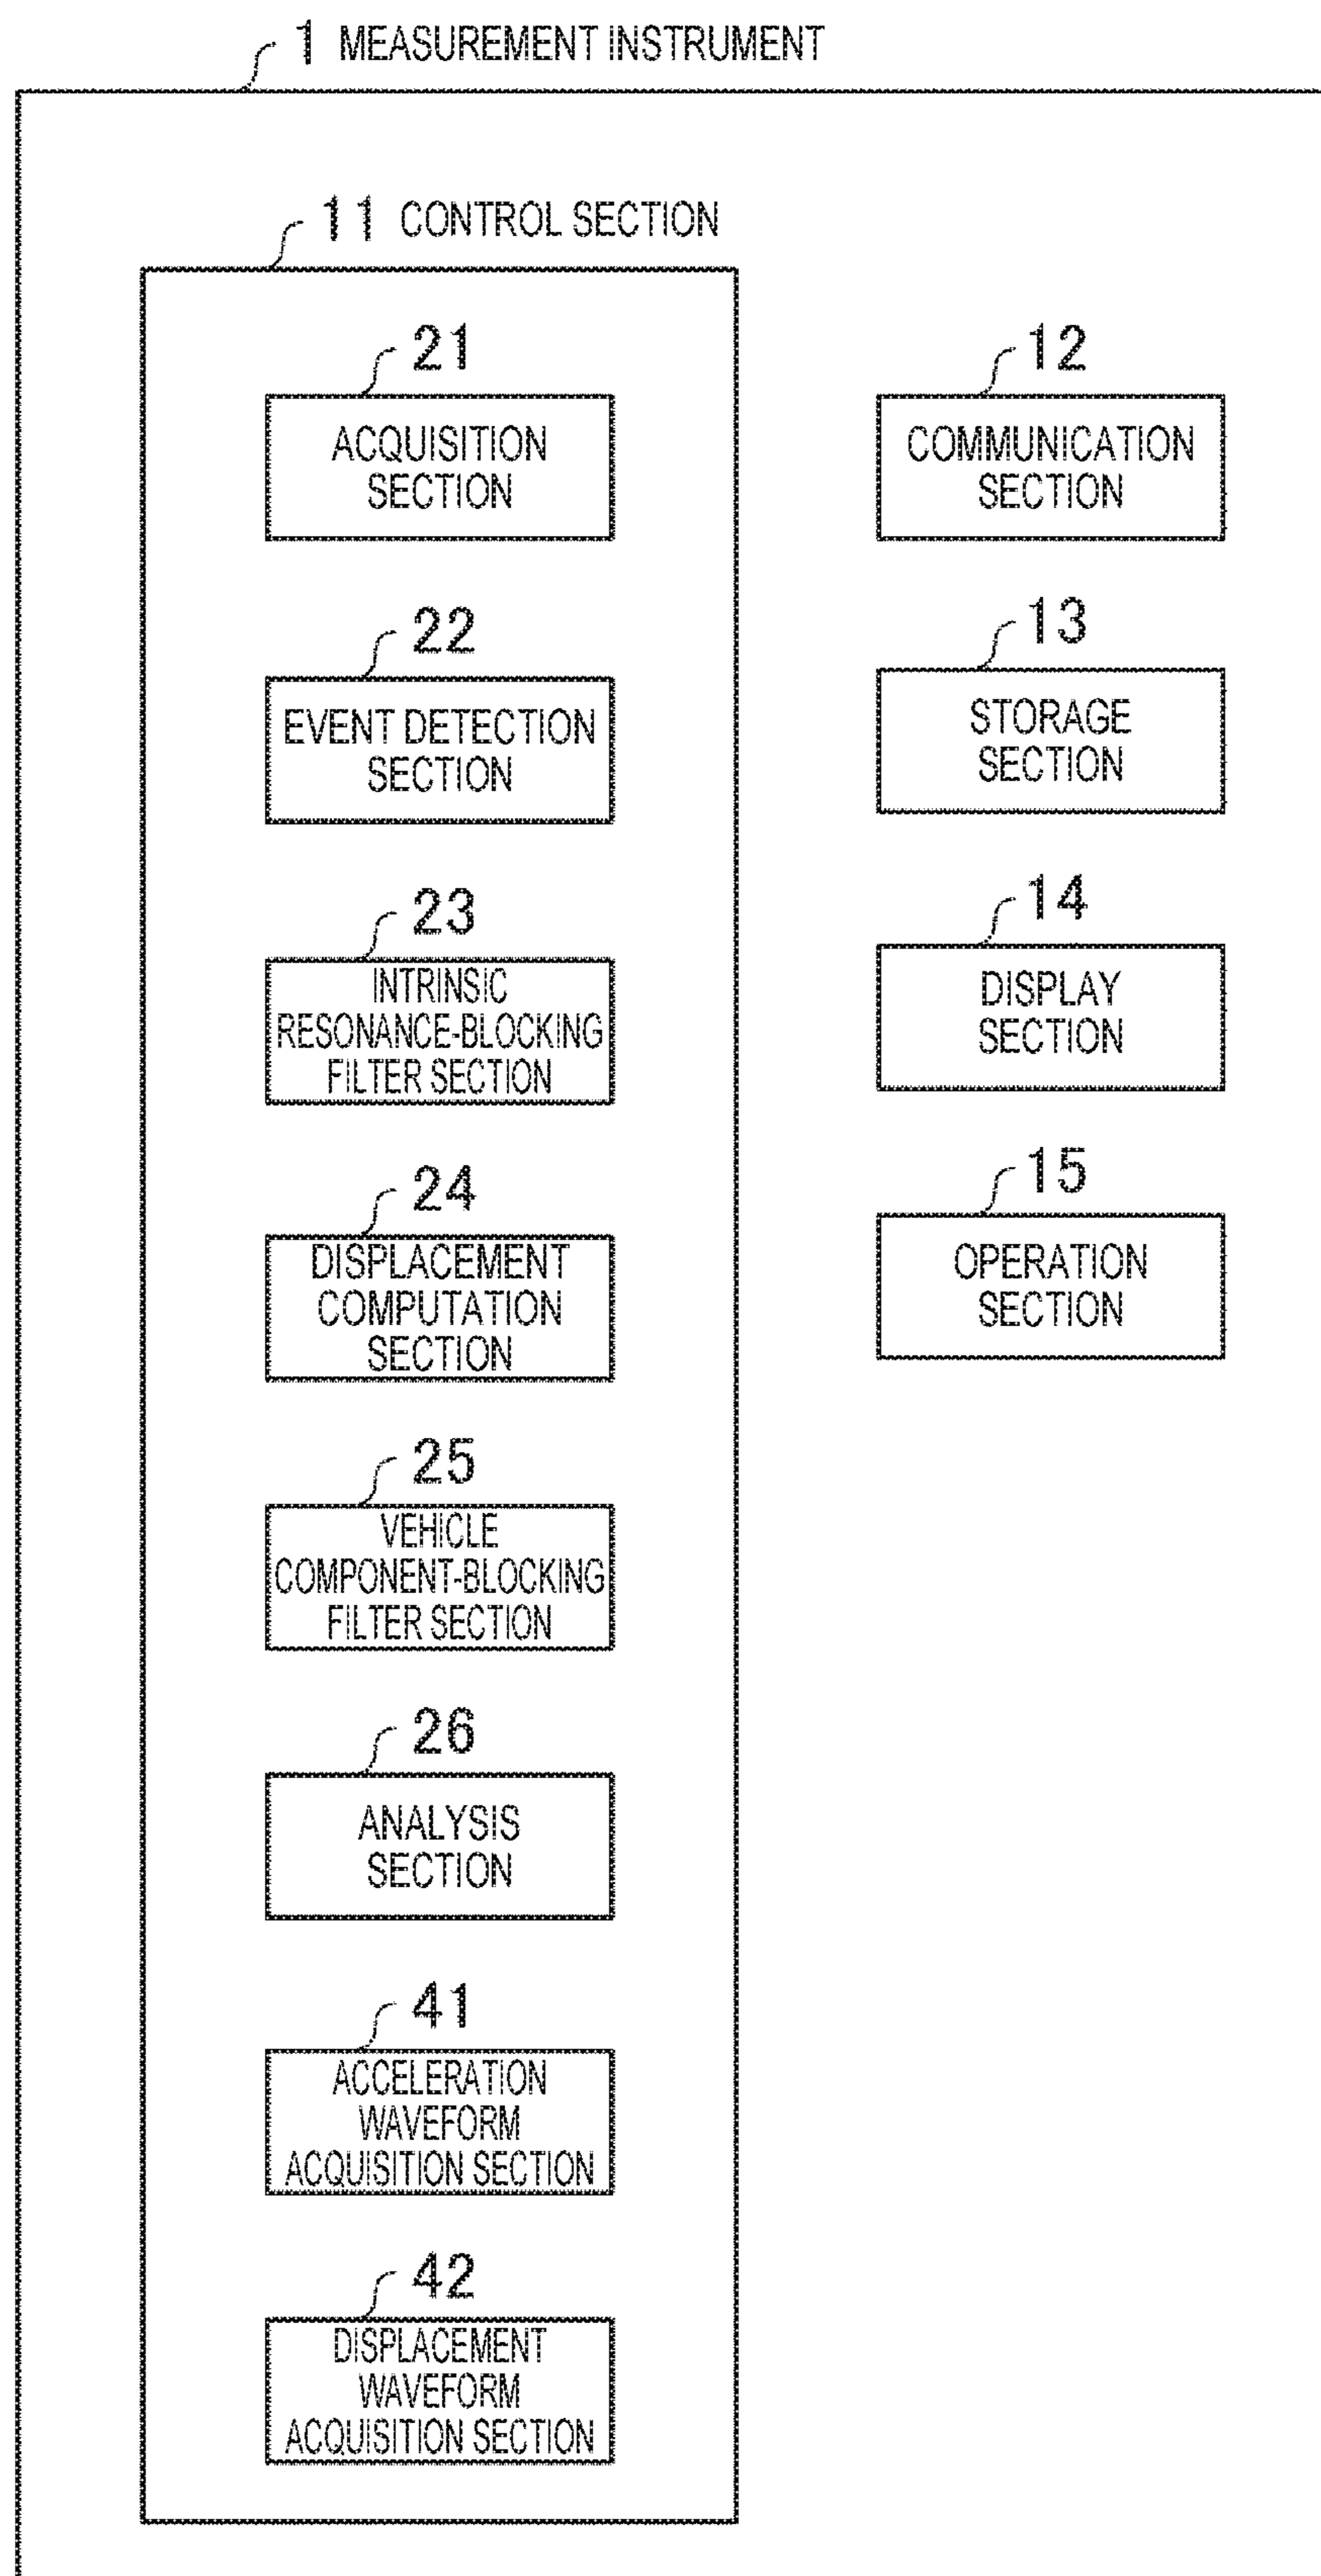 1 MEASUREMENT INSTRUMENT
11 CONTROL SECTION
21
ACQUISITION
SECTION
22
EVENT DETECTION
SECTION
23
INTRINSIC
RESONANCE-BLOCKING
FILTER SECTION
24
DISPLACEMENT
COMPUTATION
SECTION
25
VEHICLE
COMPONENT-BLOCKING
FILTER SECTION
26
ANALYSIS
SECTION
41
ACCELERATION
WAVEFORM
ACQUISITION SECTION
42
DISPLACEMENT
WAVEFORM
ACQUISITION SECTION
12
COMMUNICATION
SECTION
13
STORAGE
SECTION
14
DISPLAY
SECTION
15
OPERATION
SECTION